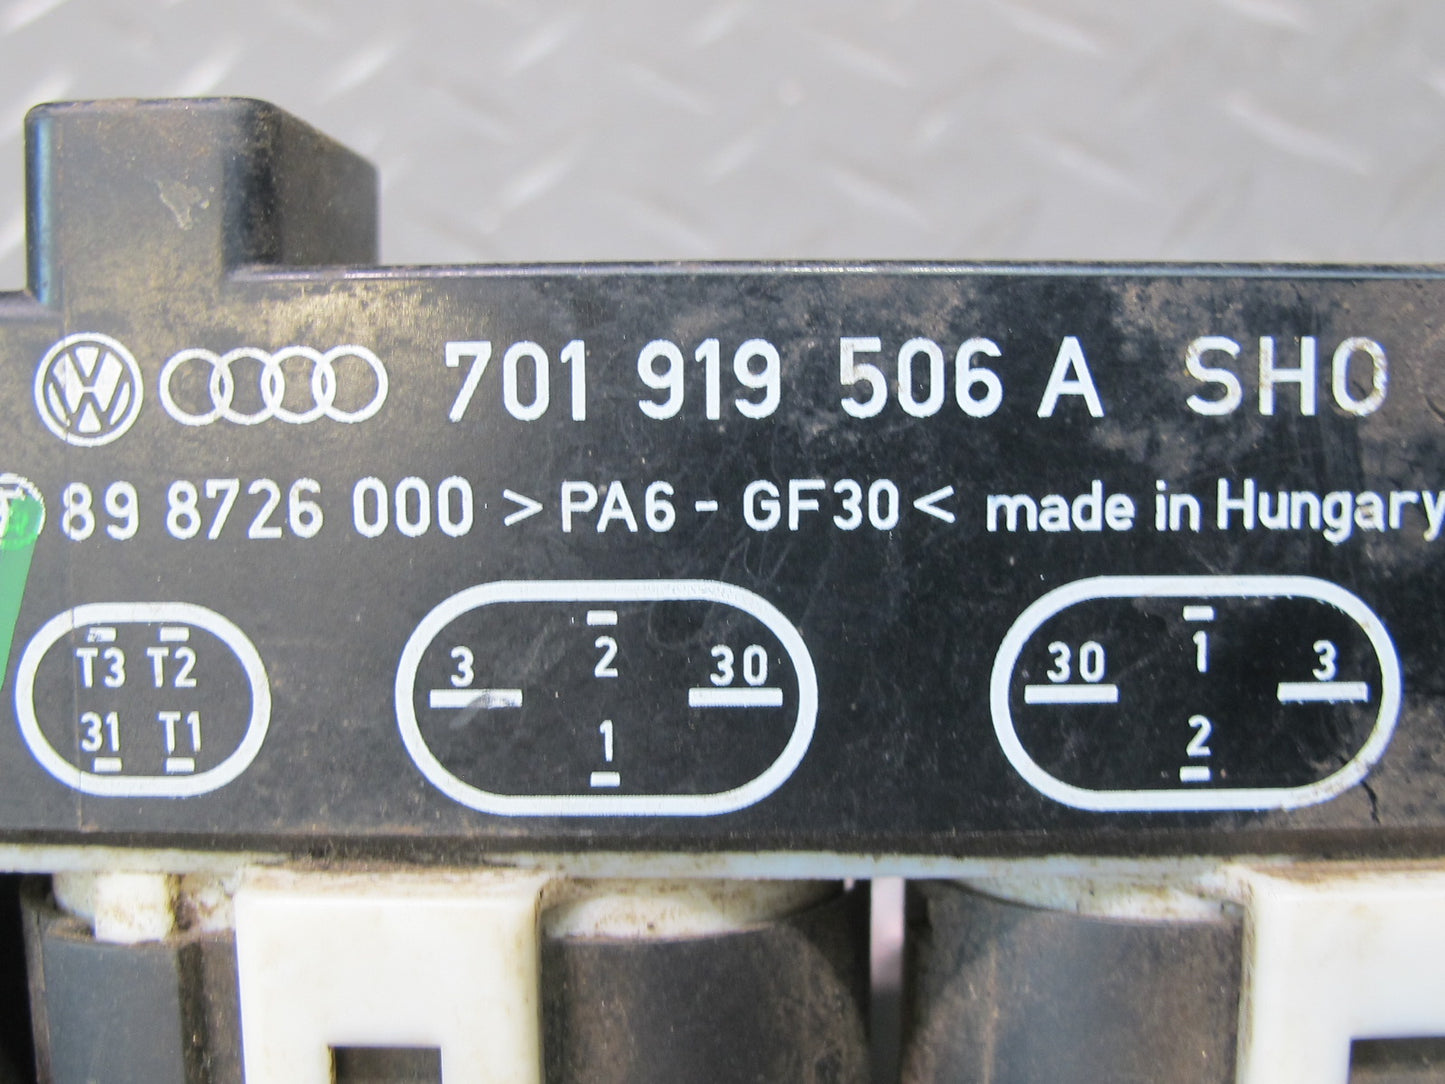 701 919 506 A SHO
89 8726 000 >PA6-GF30< made in Hungary
T3 T2
31 T1
3 2 30
1
30 1 3
2